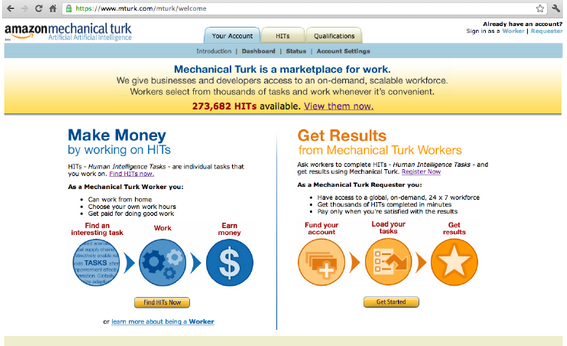 https://www.mturk.com/mturk/welcome
amazonmechanical turk
Artificial Artificial Intelligence
Your Account
HITs
Qualifications
Already have an account?
Sign in as a Worker | Requester
Introduction | Dashboard | Status | Account Settings
Mechanical Turk is a marketplace for work.
We give businesses and developers access to an on-demand, scalable workforce.
Workers select from thousands of tasks and work whenever it's convenient.
273,682 HITs available. View them now.
Make Money
by working on HITs
HITs - Human Intelligence Tasks - are individual tasks that
you work on. Find HITs now.
As a Mechanical Turk Worker you:
• Can work from home
• Choose your own work hours
• Get paid for doing good work
Find an
interesting task
Work
Earn
money
TASKS
$
Find HITs Now
or learn more about being a Worker
Get Results
from Mechanical Turk Workers
Ask workers to complete HITs - Human Intelligence Tasks - and
get results using Mechanical Turk. Register Now
As a Mechanical Turk Requester you:
• Have access to a global, on-demand, 24 x 7 workforce
• Get thousands of HITs completed in minutes
• Pay only when you're satisfied with the results
Fund your
account
Load your
tasks
Get
results
Get Started